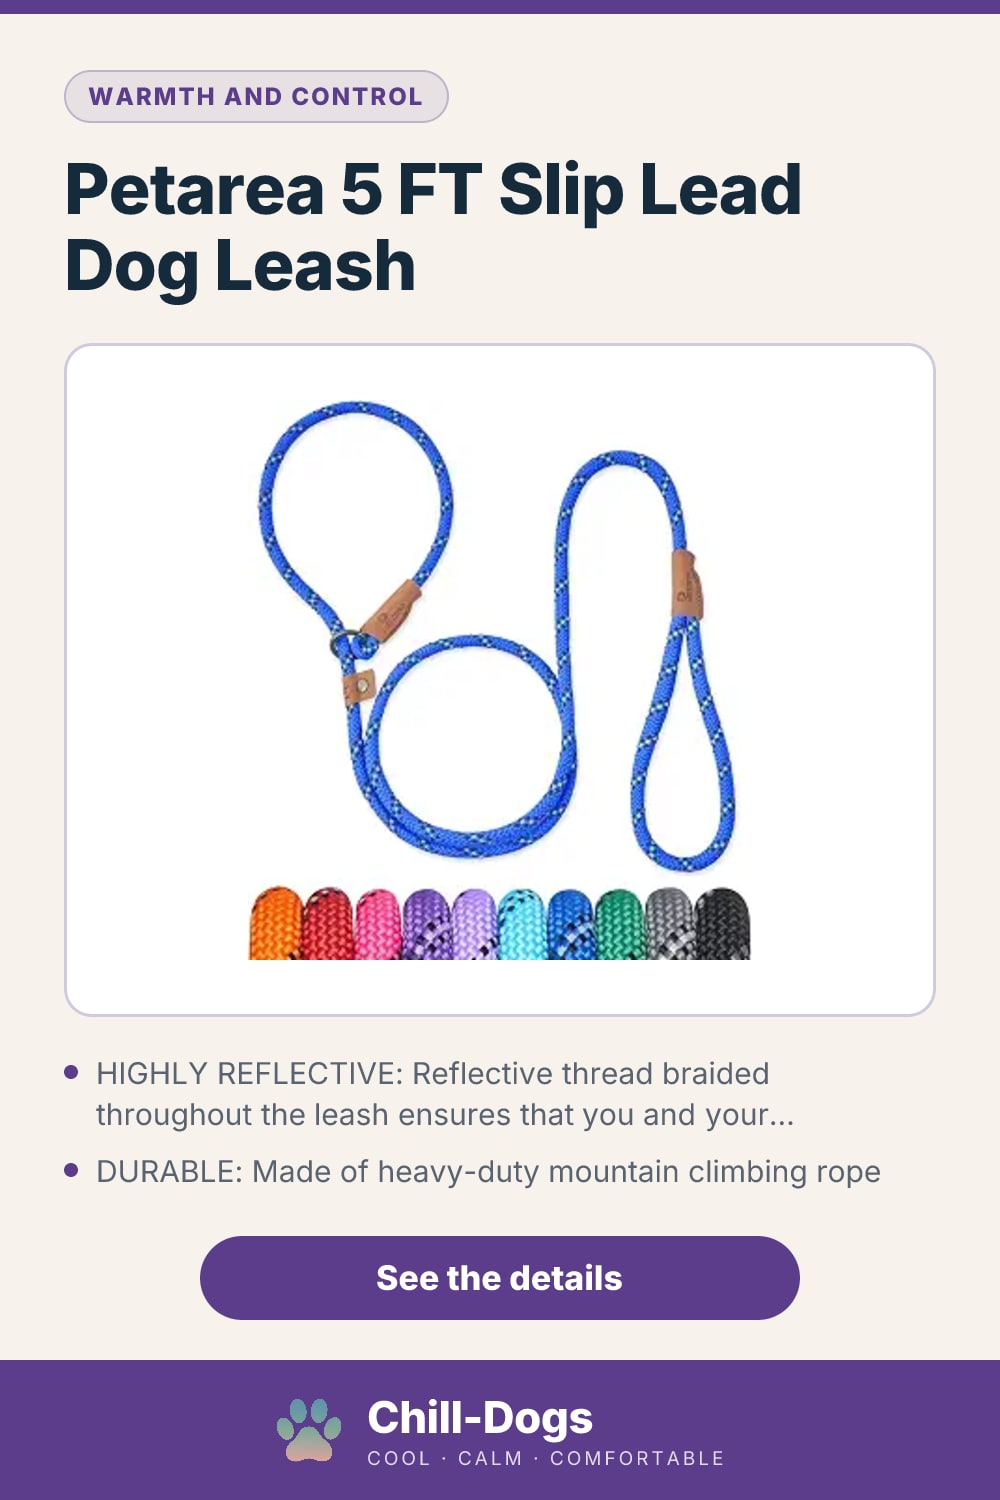 WARMTH AND CONTROL
Petarea 5 FT Slip Lead
Dog Leash
HIGHLY REFLECTIVE: Reflective thread braided
throughout the leash ensures that you and your...
DURABLE: Made of heavy-duty mountain climbing rope
See the details
Chill-Dogs
COOL · CALM · COMFORTABLE